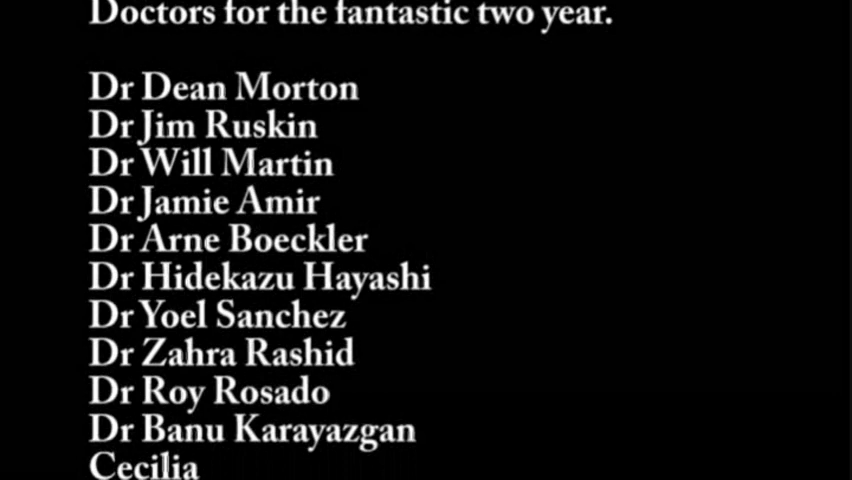 Doctors for the fantastic two year.
Dr Dean Morton
Dr Jim Ruskin
Dr Will Martin
Dr Jamie Amir
Dr Arne Boeckler
Dr Hidekazu Hayashi
Dr Yoel Sanchez
Dr Zahra Rashid
Dr Roy Rosado
Dr Banu Karayazgan
Cecilia